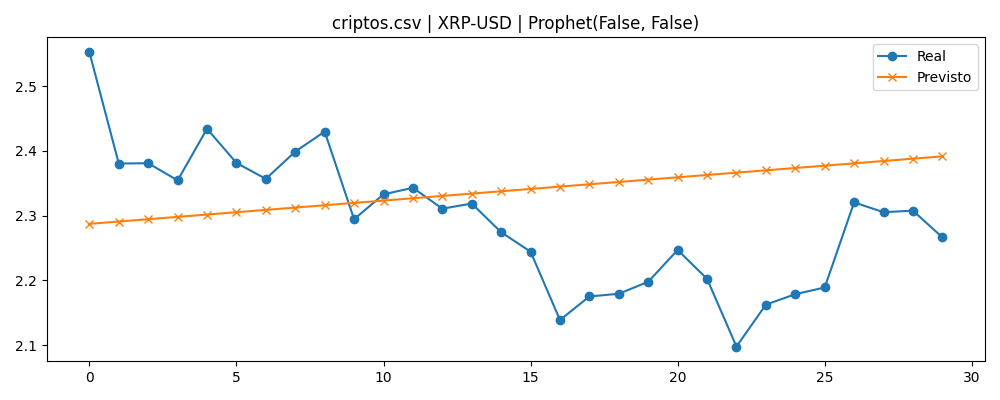 criptos.csv | XRP-USD | Prophet(False, False)
Real
Previsto
2.5
2.4
2.3
2.2
2.1
0 5 10 15 20 25 30